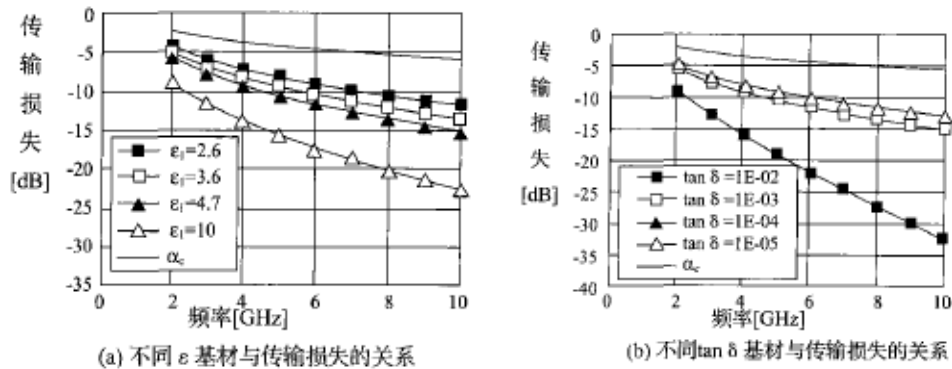 传输损失
[dB]
0
-5
-10
-15
-20
-25
-30
-35
ε₁=2.6
ε₁=3.6
ε₁=4.7
ε₁=10
α꜀
0 2 4 6 8 10
频率[GHz]
(a) 不同 ε 基材与传输损失的关系
传输损失
[dB]
0
-5
-10
-15
-20
-25
-30
-35
-40
tan δ =1E-02
tan δ =1E-03
tan δ =1E-04
tan δ =1E-05
α꜀
0 2 4 6 8 10
频率[GHz]
(b) 不同tan δ 基材与传输损失的关系